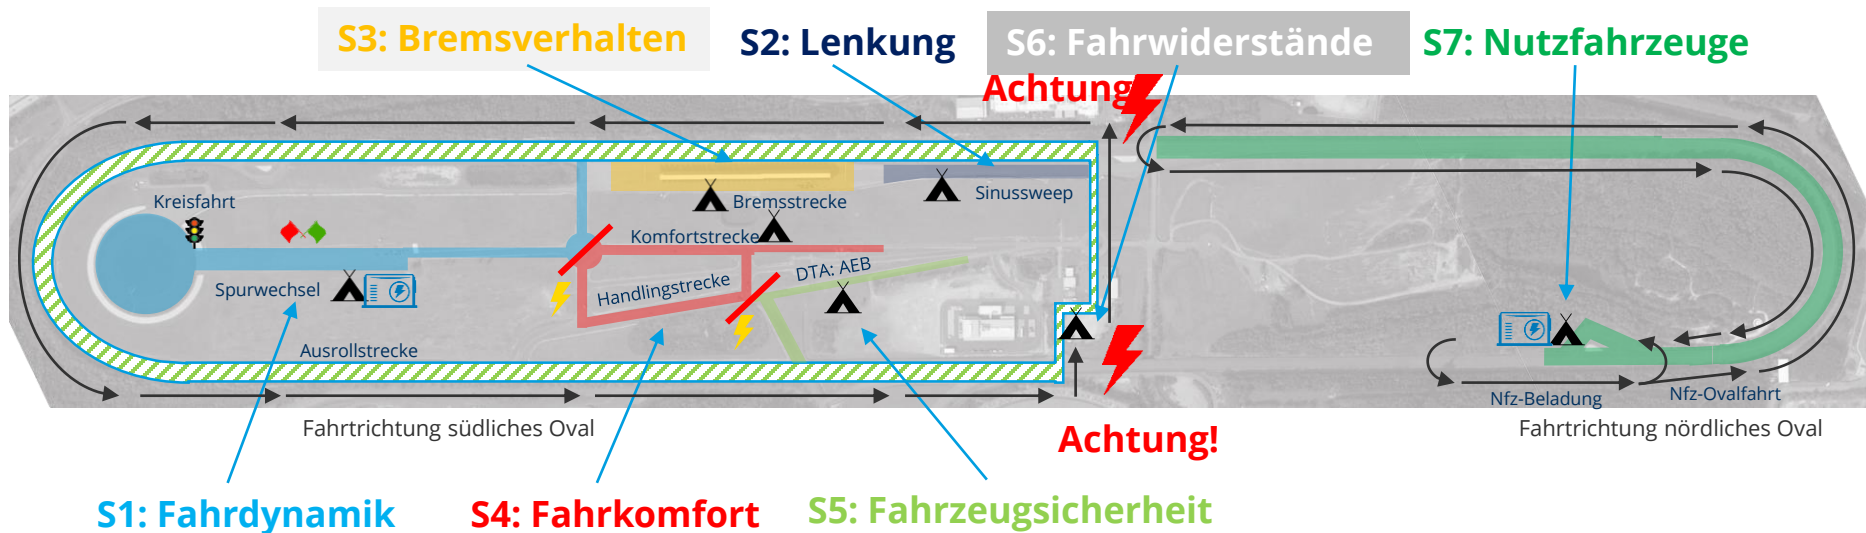 S3: Bremsverhalten
S2: Lenkung
S6: Fahrwiderstände
S7: Nutzfahrzeuge
Achtung!
Kreisfahrt
Bremsstrecke
Sinussweep
Komfortstrecke
DTA: AEB
Spurwechsel
Handlingstrecke
Ausrollstrecke
Nfz-Beladung
Nfz-Ovalfahrt
Fahrtrichtung südliches Oval
Achtung!
Fahrtrichtung nördliches Oval
S1: Fahrdynamik
S4: Fahrkomfort
S5: Fahrzeugsicherheit